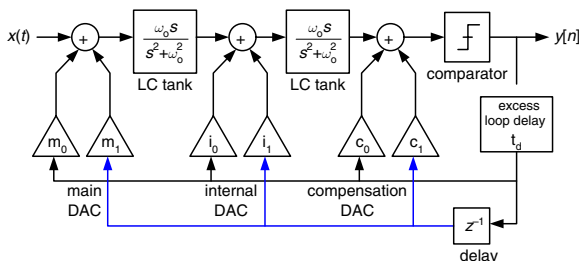 x(t)
+
ω₀s
s²+ω₀²
LC tank
+
ω₀s
s²+ω₀²
LC tank
+
comparator
y[n]
excess
loop delay
t_d
m₀
m₁
i₀
i₁
c₀
c₁
main
DAC
internal
DAC
compensation
DAC
z⁻¹
delay